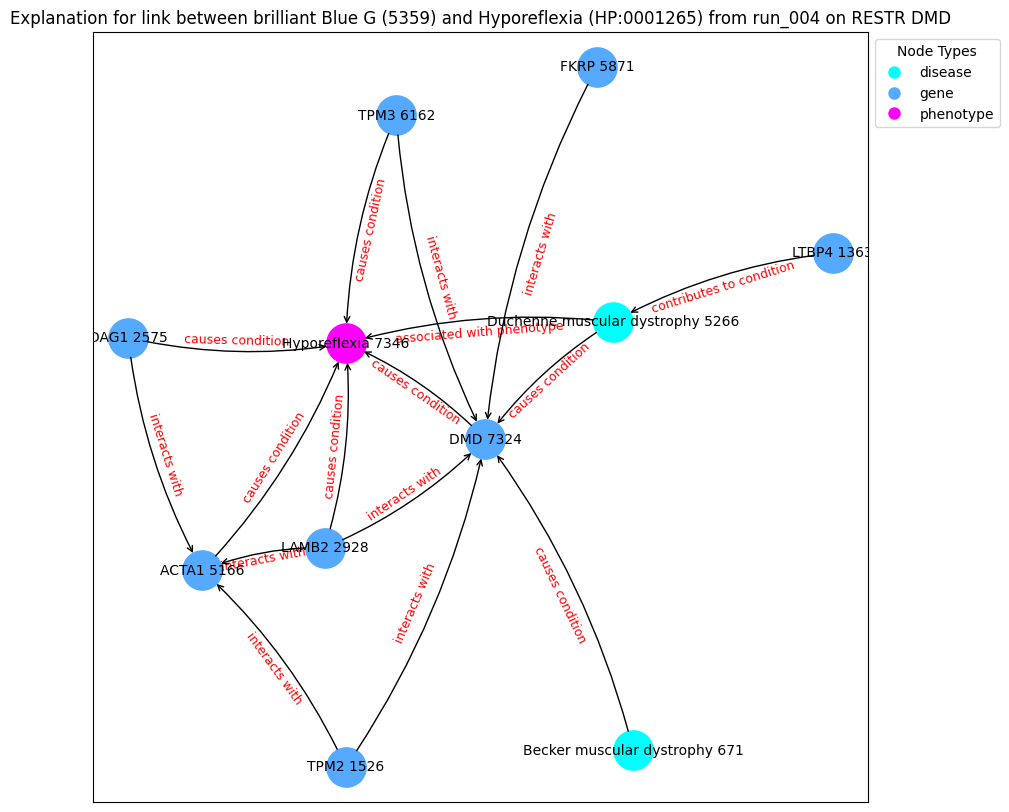 Explanation for link between brilliant Blue G (5359) and Hyporeflexia (HP:0001265) from run_004 on RESTR DMD
Node Types
disease
gene
phenotype
FKRP 5871
TPM3 6162
causes condition
interacts with
interacts with
LTBP4 1363
contributes to condition
Duchenne muscular dystrophy 5266
associated with phenotype
DAG1 2575
causes condition
Hyporeflexia 7346
causes condition
causes condition
DMD 7324
interacts with
causes condition
causes condition
interacts with
LAMB2 2928
interacts with
ACTA1 5166
interacts with
causes condition
interacts with
Becker muscular dystrophy 671
TPM2 1526